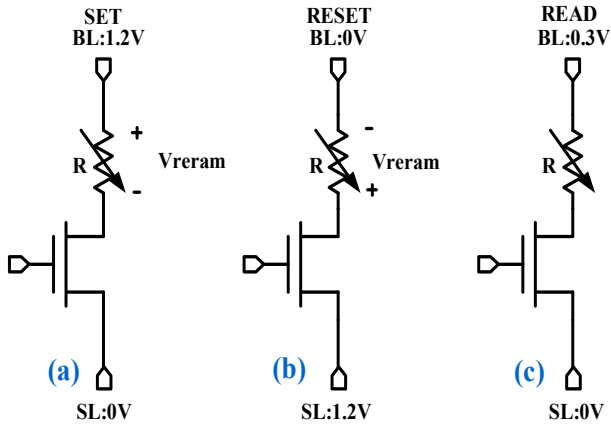 SET
BL:1.2V
+
R
Vreram
-
(a)
SL:0V
RESET
BL:0V
-
R
Vreram
+
(b)
SL:1.2V
READ
BL:0.3V
R
(c)
SL:0V